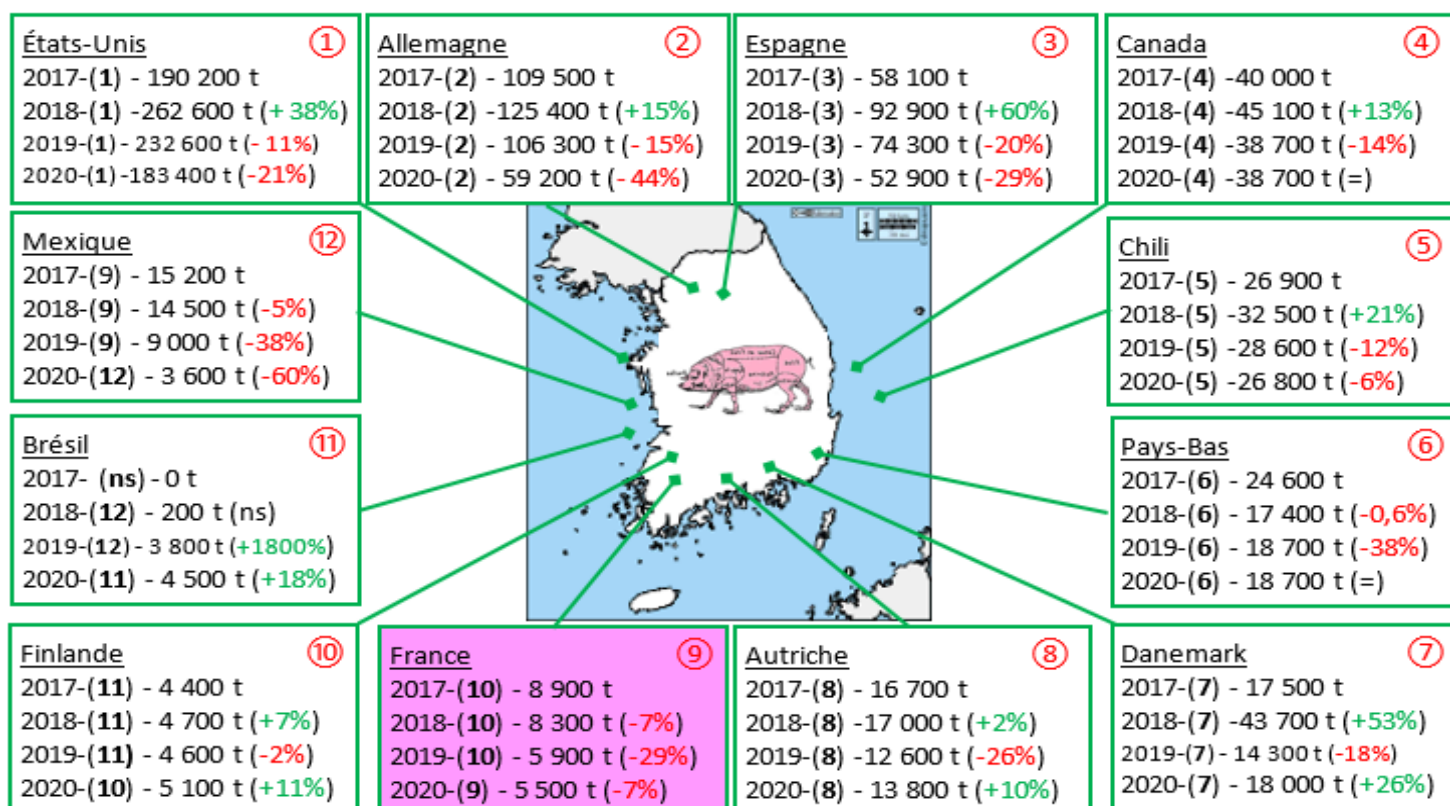 États-Unis ①
2017-(1) - 190 200 t
2018-(1) -262 600 t (+ 38%)
2019-(1) - 232 600 t (- 11%)
2020-(1) -183 400 t (-21%)
Allemagne ②
2017-(2) - 109 500 t
2018-(2) -125 400 t (+15%)
2019-(2) - 106 300 t (- 15%)
2020-(2) - 59 200 t (- 44%)
Espagne ③
2017-(3) - 58 100 t
2018-(3) - 92 900 t (+60%)
2019-(3) - 74 300 t (-20%)
2020-(3) - 52 900 t (-29%)
Canada ④
2017-(4) -40 000 t
2018-(4) -45 100 t (+13%)
2019-(4) -38 700 t (-14%)
2020-(4) -38 700 t (=)
Mexique ⑫
2017-(9) - 15 200 t
2018-(9) - 14 500 t (-5%)
2019-(9) - 9 000 t (-38%)
2020-(12) - 3 600 t (-60%)
Chili ⑤
2017-(5) - 26 900 t
2018-(5) -32 500 t (+21%)
2019-(5) -28 600 t (-12%)
2020-(5) -26 800 t (-6%)
Brésil ⑪
2017- (ns) - 0 t
2018-(12) - 200 t (ns)
2019-(12) - 3 800 t (+1800%)
2020-(11) - 4 500 t (+18%)
Pays-Bas ⑥
2017-(6) - 24 600 t
2018-(6) - 17 400 t (-0,6%)
2019-(6) - 18 700 t (-38%)
2020-(6) - 18 700 t (=)
Finlande ⑩
2017-(11) - 4 400 t
2018-(11) - 4 700 t (+7%)
2019-(11) - 4 600 t (-2%)
2020-(10) - 5 100 t (+11%)
France ⑨
2017-(10) - 8 900 t
2018-(10) - 8 300 t (-7%)
2019-(10) - 5 900 t (-29%)
2020-(9) - 5 500 t (-7%)
Autriche ⑧
2017-(8) - 16 700 t
2018-(8) -17 000 t (+2%)
2019-(8) -12 600 t (-26%)
2020-(8) - 13 800 t (+10%)
Danemark ⑦
2017-(7) - 17 500 t
2018-(7) -43 700 t (+53%)
2019-(7) - 14 300 t (-18%)
2020-(7) - 18 000 t (+26%)